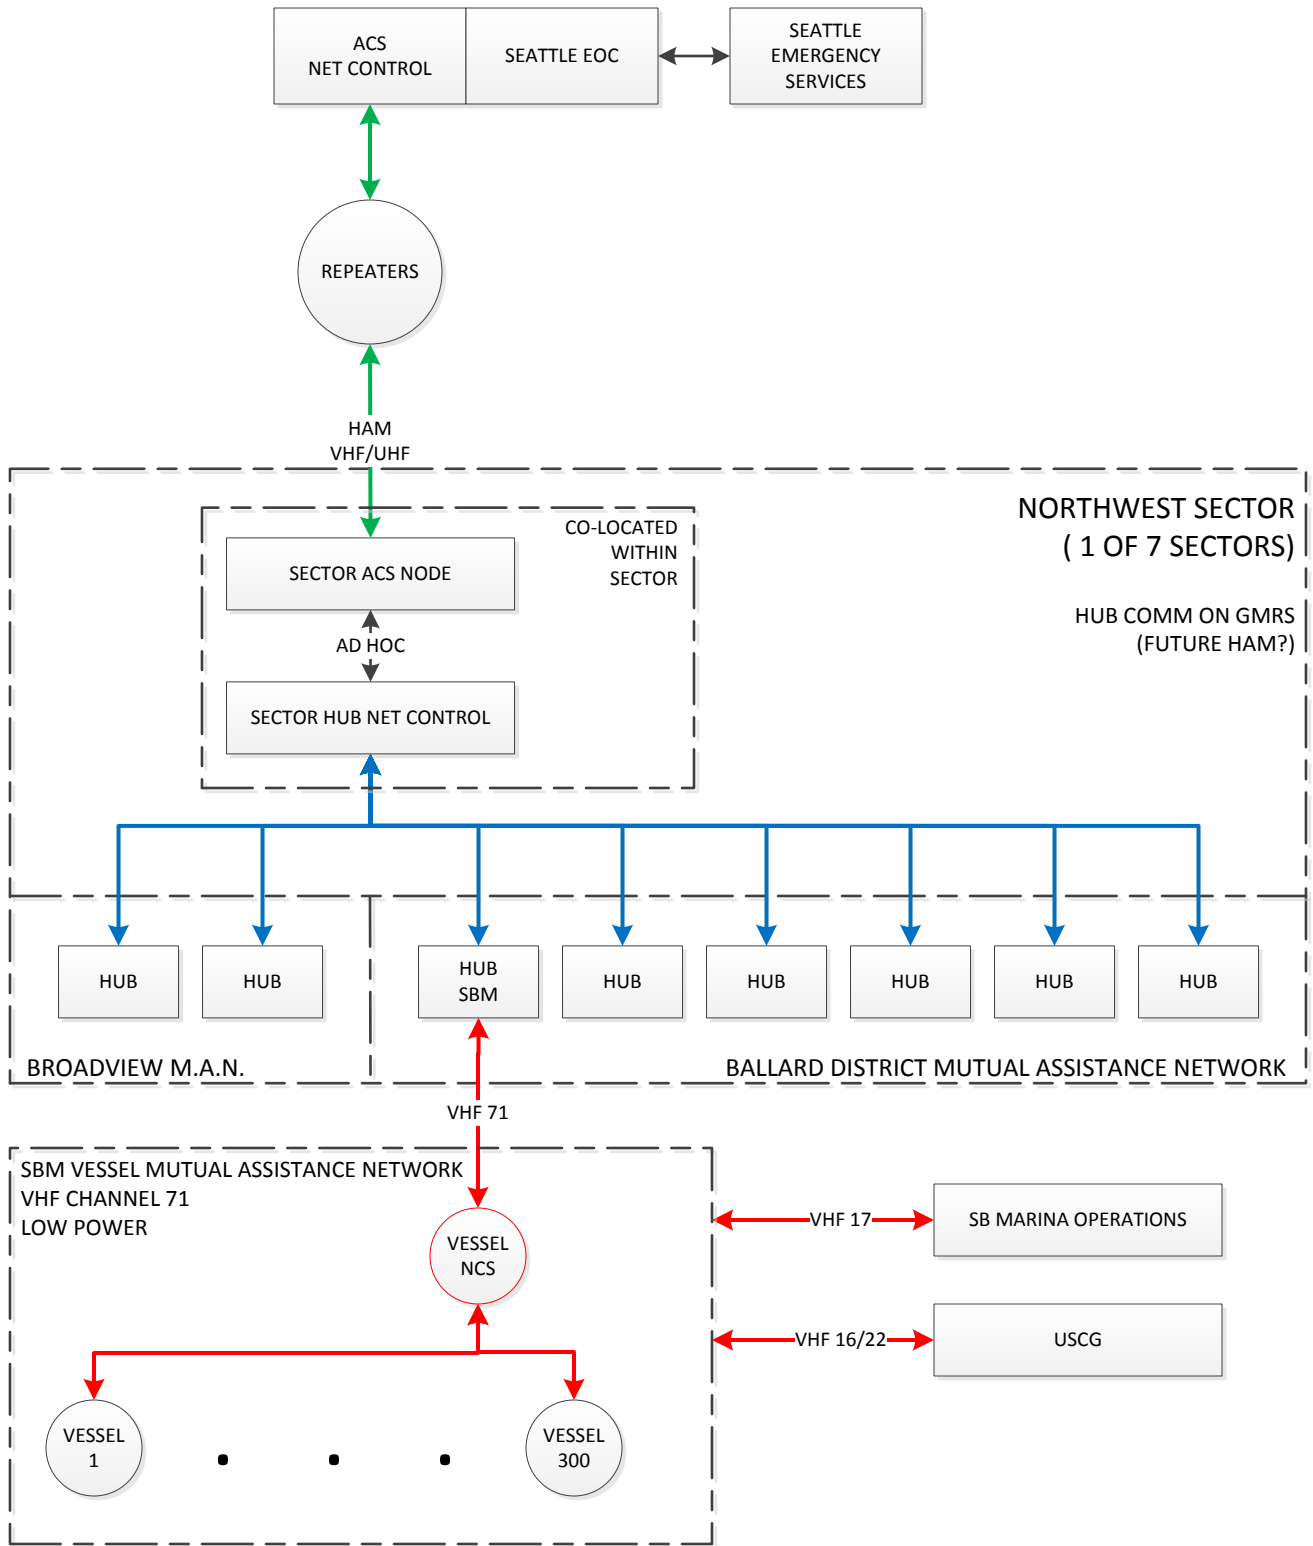 ACS
NET CONTROL
SEATTLE EOC
SEATTLE
EMERGENCY
SERVICES
REPEATERS
HAM
VHF/UHF
NORTHWEST SECTOR
( 1 OF 7 SECTORS)
HUB COMM ON GMRS
(FUTURE HAM?)
CO-LOCATED
WITHIN
SECTOR
SECTOR ACS NODE
AD HOC
SECTOR HUB NET CONTROL
HUB
HUB
HUB
SBM
HUB
HUB
HUB
HUB
HUB
BROADVIEW M.A.N.
BALLARD DISTRICT MUTUAL ASSISTANCE NETWORK
VHF 71
SBM VESSEL MUTUAL ASSISTANCE NETWORK
VHF CHANNEL 71
LOW POWER
VESSEL
NCS
VHF 17
SB MARINA OPERATIONS
VHF 16/22
USCG
VESSEL
1
. . .
VESSEL
300